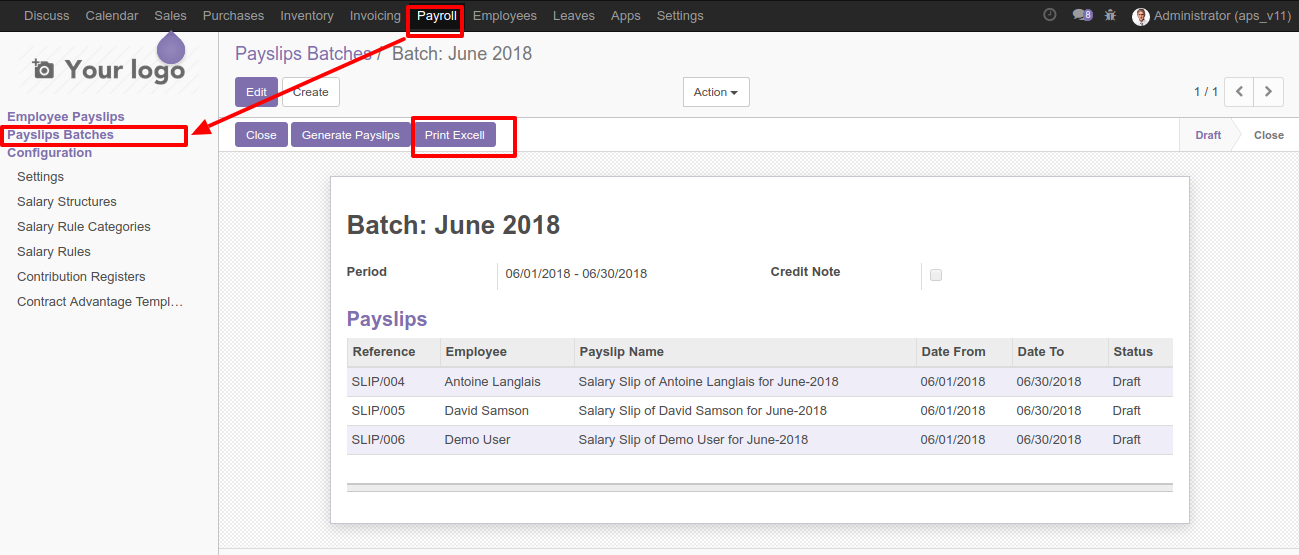 Discuss Calendar Sales Purchases Inventory Invoicing Payroll Employees Leaves Apps Settings 8 Administrator (aps_v11)
Your logo
Employee Payslips
Payslips Batches
Configuration
Settings
Salary Structures
Salary Rule Categories
Salary Rules
Contribution Registers
Contract Advantage Templ…
Payslips Batches / Batch: June 2018
Edit Create Action 1 / 1
Close Generate Payslips Print Excell Draft Close
Batch: June 2018
Period 06/01/2018 - 06/30/2018 Credit Note
Payslips
Reference Employee Payslip Name Date From Date To Status
SLIP/004 Antoine Langlais Salary Slip of Antoine Langlais for June-2018 06/01/2018 06/30/2018 Draft
SLIP/005 David Samson Salary Slip of David Samson for June-2018 06/01/2018 06/30/2018 Draft
SLIP/006 Demo User Salary Slip of Demo User for June-2018 06/01/2018 06/30/2018 Draft